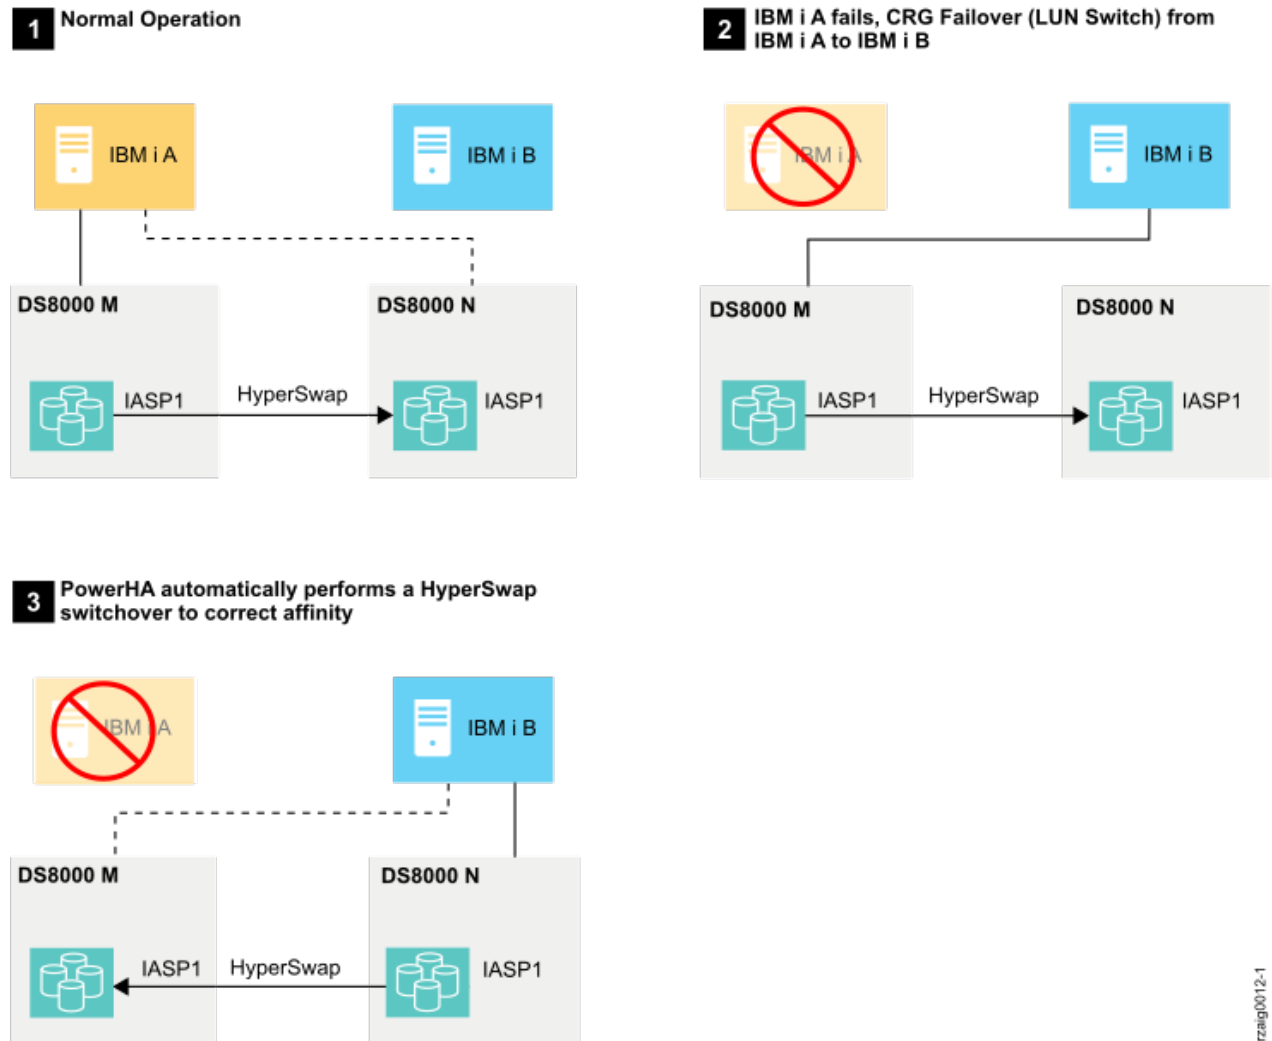 1 Normal Operation
IBM i A
IBM i B
DS8000 M
DS8000 N
IASP1
HyperSwap
IASP1
2 IBM i A fails, CRG Failover (LUN Switch) from
IBM i A to IBM i B
IBM i A
IBM i B
DS8000 M
DS8000 N
IASP1
HyperSwap
IASP1
3 PowerHA automatically performs a HyperSwap
switchover to correct affinity
IBM i A
IBM i B
DS8000 M
DS8000 N
IASP1
HyperSwap
IASP1
rzaig0012-1